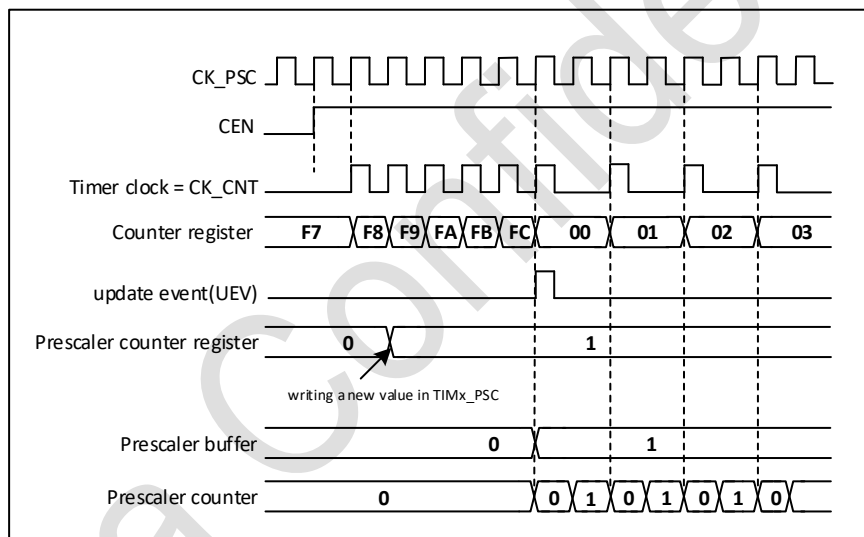 CK_PSC
CEN
Timer clock = CK_CNT
Counter register F7 F8 F9 FA FB FC 00 01 02 03
update event(UEV)
Prescaler counter register 0 1
writing a new value in TIMx_PSC
Prescaler buffer 0 1
Prescaler counter 0 0 1 0 1 0 1 0
a Confide